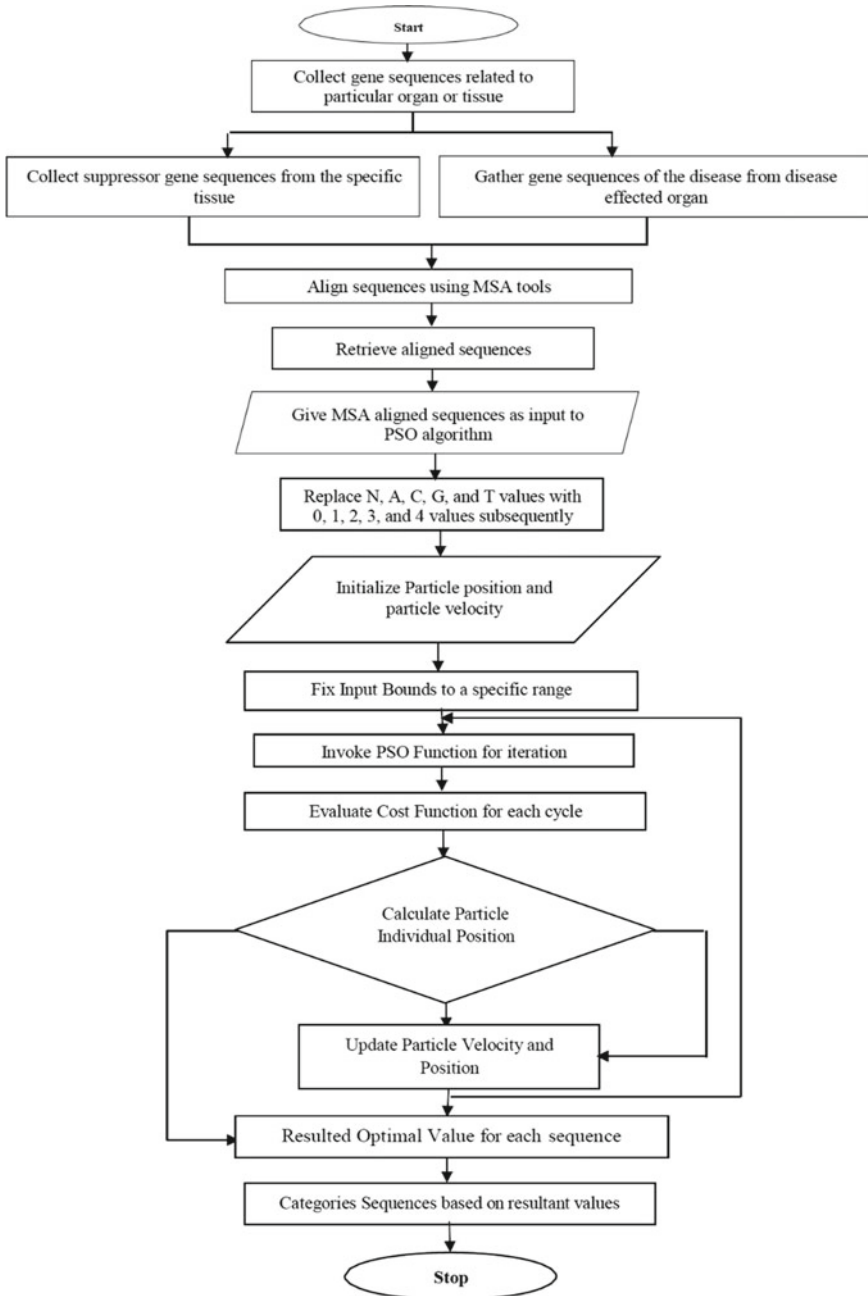 Start
Collect gene sequences related to
particular organ or tissue
Collect suppressor gene sequences from the specific
tissue
Gather gene sequences of the disease from disease
effected organ
Align sequences using MSA tools
Retrieve aligned sequences
Give MSA aligned sequences as input to
PSO algorithm
Replace N, A, C, G, and T values with
0, 1, 2, 3, and 4 values subsequently
Initialize Particle position and
particle velocity
Fix Input Bounds to a specific range
Invoke PSO Function for iteration
Evaluate Cost Function for each cycle
Calculate Particle
Individual Position
Update Particle Velocity and
Position
Resulted Optimal Value for each sequence
Categories Sequences based on resultant values
Stop